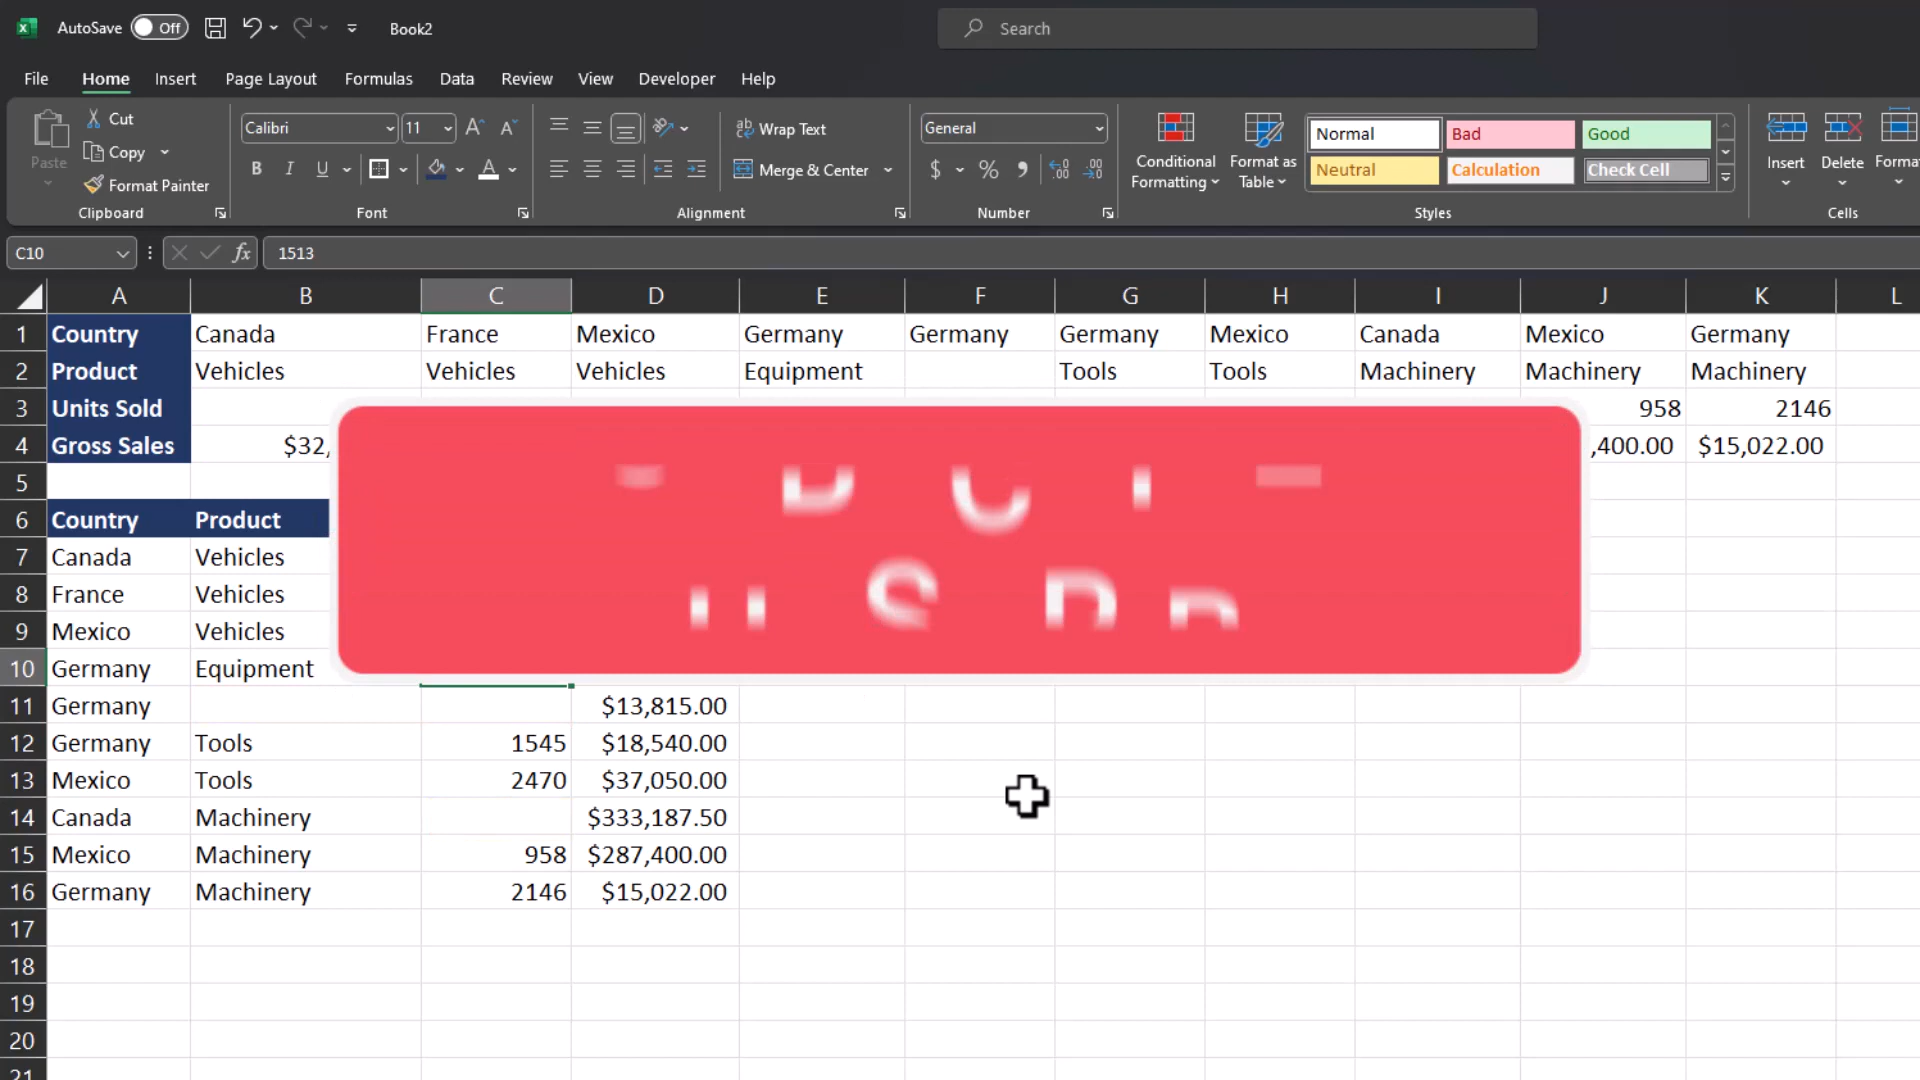 AutoSave Off Book2 Search
File Home Insert Page Layout Formulas Data Review View Developer Help
Paste Cut Copy Format Painter Clipboard
Calibri 11 A A B I U A Font
ab Wrap Text Merge & Center Alignment
General $ % Number
Conditional Formatting Format as Table
Normal Bad Good
Neutral Calculation Check Cell
Styles
Insert Delete Format
Cells
C10 fx 1513
A B C D E F G H I J K L
1 Country Canada France Mexico Germany Germany Germany Mexico Canada Mexico Germany
2 Product Vehicles Vehicles Vehicles Equipment Tools Tools Machinery Machinery Machinery
3 Units Sold 958 2146
4 Gross Sales $32, ,400.00 $15,022.00
5
6 Country Product
7 Canada Vehicles
8 France Vehicles
9 Mexico Vehicles
10 Germany Equipment
11 Germany $13,815.00
12 Germany Tools 1545 $18,540.00
13 Mexico Tools 2470 $37,050.00
14 Canada Machinery $333,187.50
15 Mexico Machinery 958 $287,400.00
16 Germany Machinery 2146 $15,022.00
17
18
19
20
21